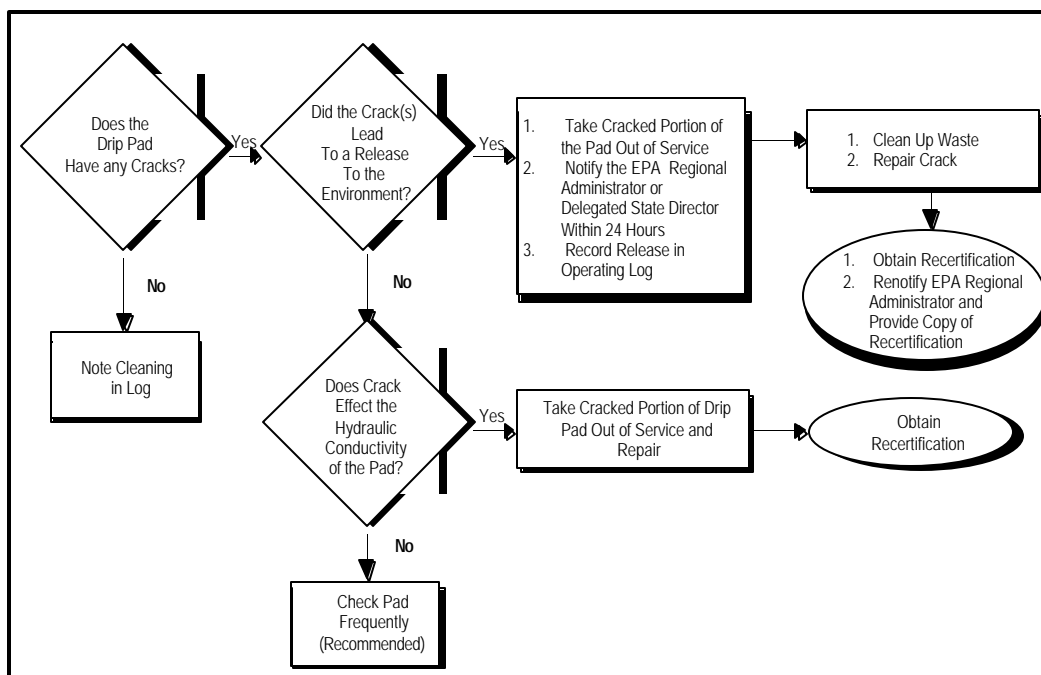 Does the
Drip Pad
Have any Cracks?
Yes
Did the Crack(s)
Lead
To a Release
To the
Environment?
Yes
1. Take Cracked Portion of
the Pad Out of Service
2. Notify the EPA Regional
Administrator or
Delegated State Director
Within 24 Hours
3. Record Release in
Operating Log
1. Clean Up Waste
2. Repair Crack
1. Obtain Recertification
2. Renotify EPA Regional
Administrator and
Provide Copy of
Recertification
No
No
Note Cleaning
in Log
Does Crack
Effect the
Hydraulic
Conductivity
of the Pad?
Yes
Take Cracked Portion of Drip
Pad Out of Service and
Repair
Obtain
Recertification
No
Check Pad
Frequently
(Recommended)